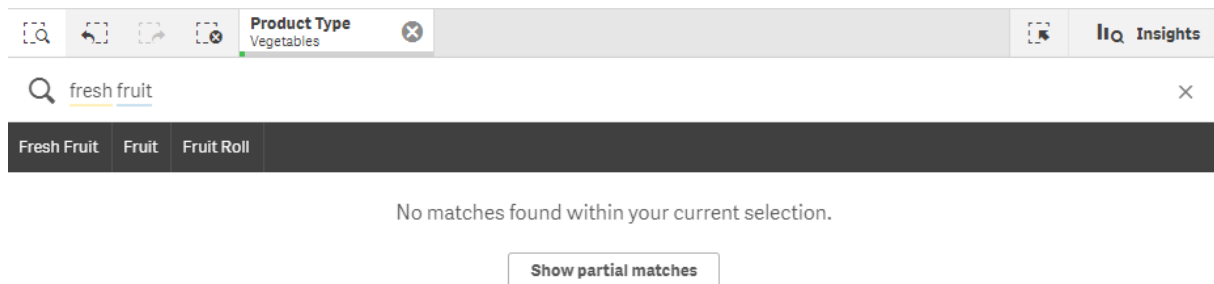 Product Type
Vegetables
Insights
fresh fruit
Fresh Fruit Fruit Fruit Roll
No matches found within your current selection.
Show partial matches